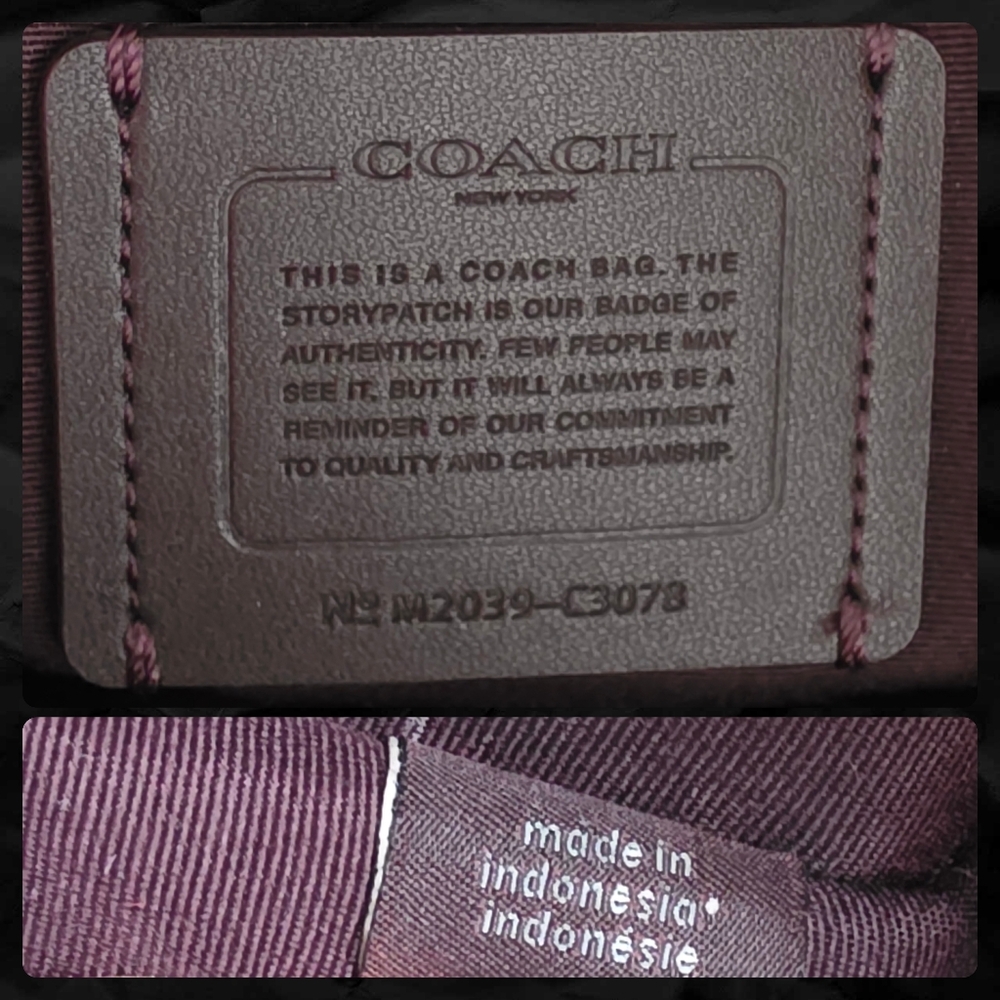 COACH
NEW YORK
THIS IS A COACH BAG. THE
STORYPATCH IS OUR BADGE OF
AUTHENTICITY. FEW PEOPLE MAY
SEE IT. BUT IT WILL ALWAYS BE A
REMINDER OF OUR COMMITMENT
TO QUALITY AND CRAFTSMANSHIP.
Nº M2039-C3078
made in
indonesia•
indonésie